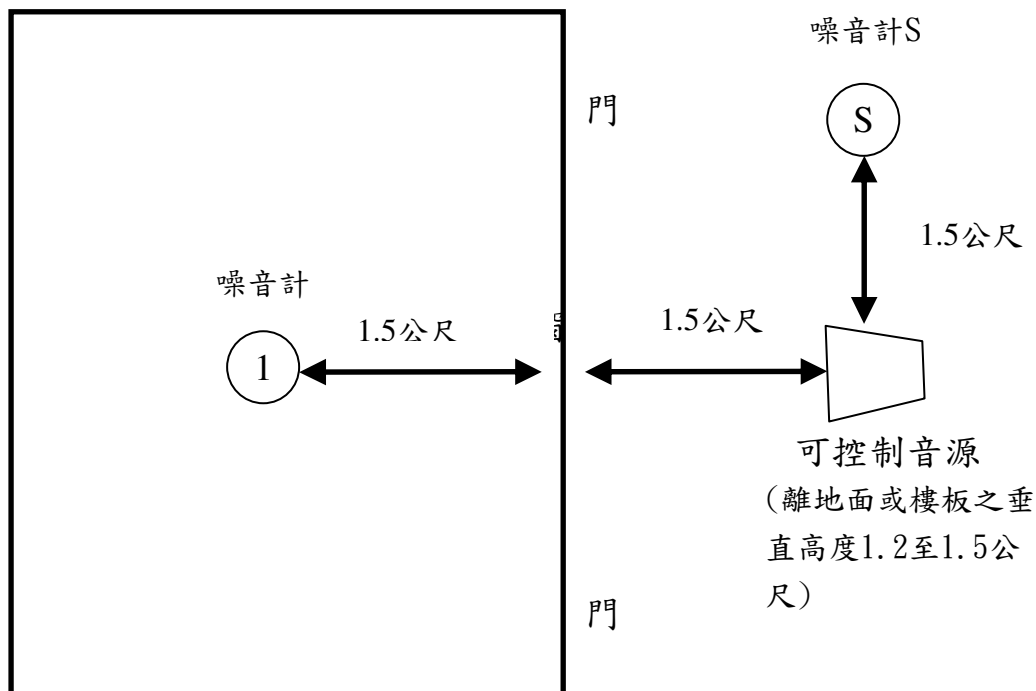 噪音計S
門
S
1.5公尺
噪音計
1.5公尺
1.5公尺
1
可控制音源
(離地面或樓板之垂
直高度1.2至1.5公
尺)
門